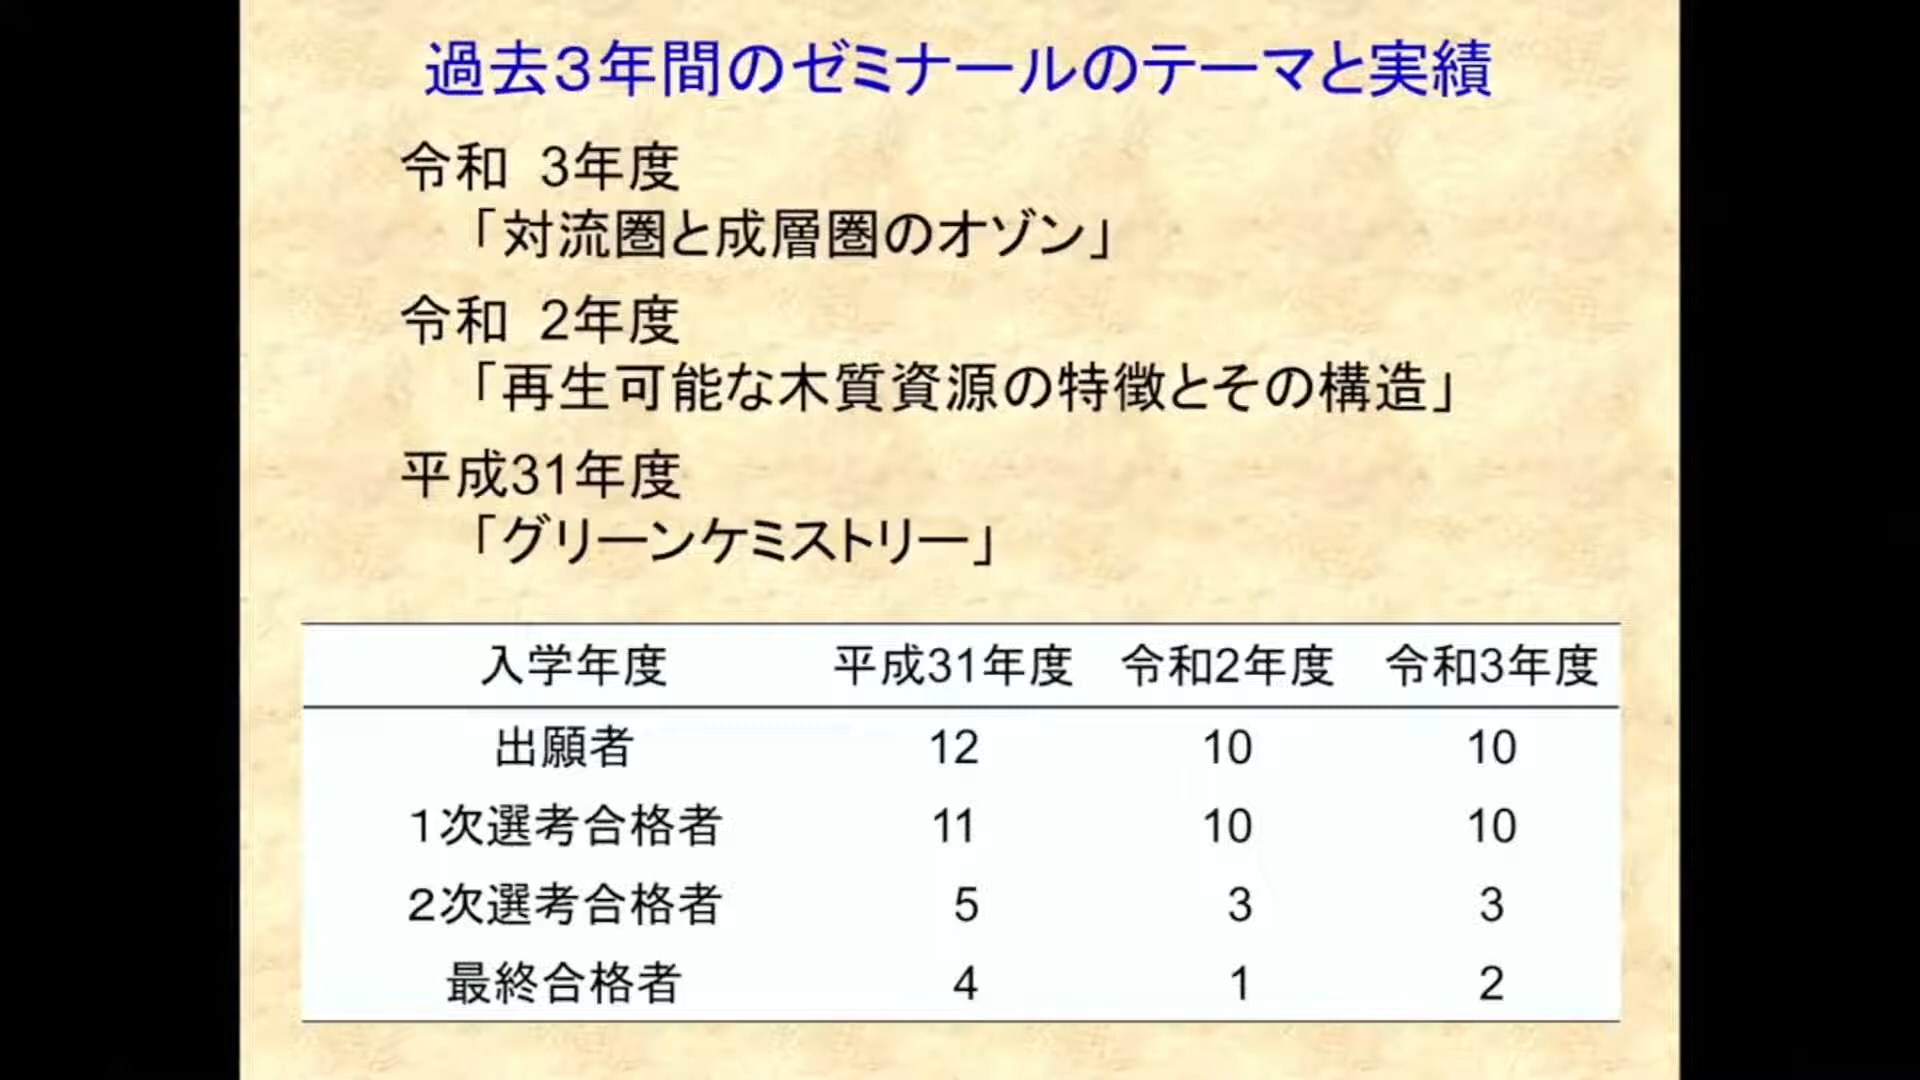 過去３年間のゼミナールのテーマと実績
令和 3年度
「対流圏と成層圏のオゾン」
令和 2年度
「再生可能な木質資源の特徴とその構造」
平成31年度
「グリーンケミストリー」
入学年度 平成31年度 令和2年度 令和3年度
出願者 12 10 10
１次選考合格者 11 10 10
２次選考合格者 5 3 3
最終合格者 4 1 2